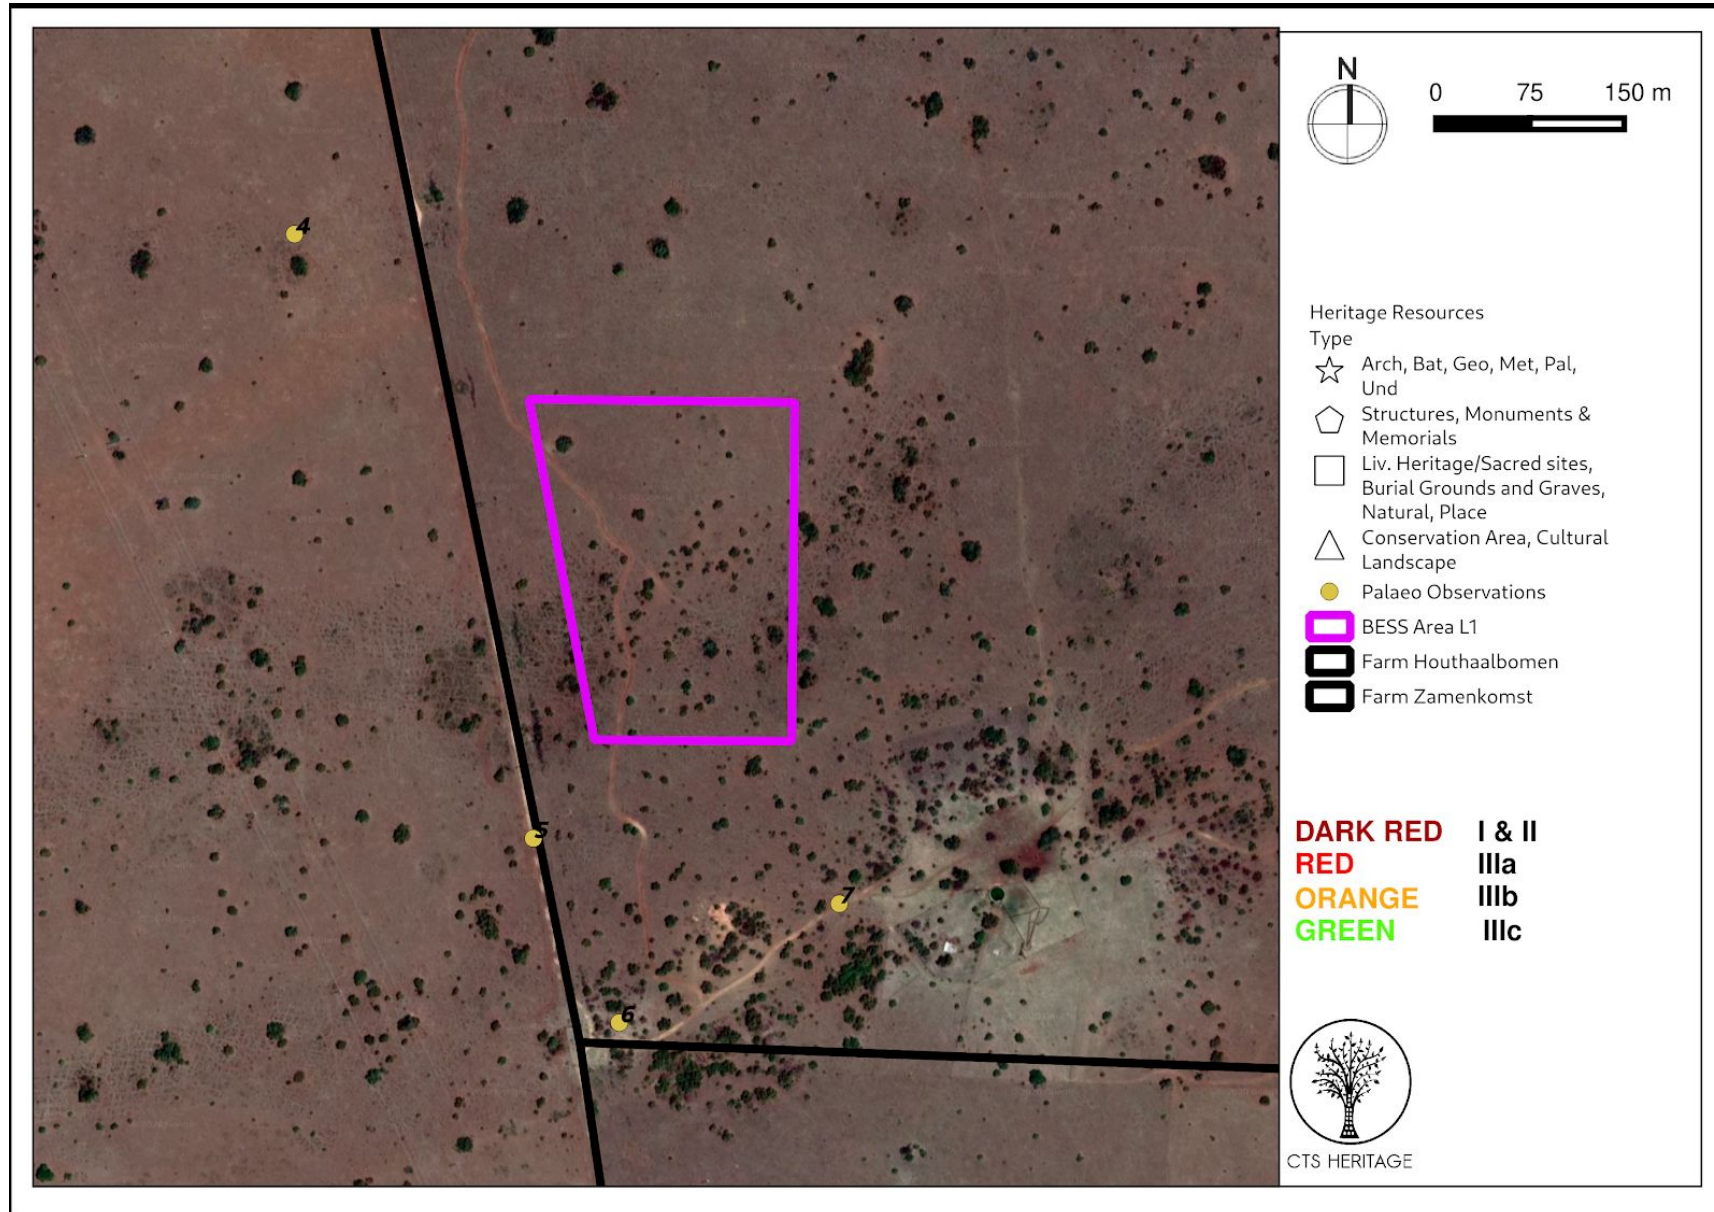 4
5
7
6
N
0 75 150 m
Heritage Resources
Type
Arch, Bat, Geo, Met, Pal,
Und
Structures, Monuments &
Memorials
Liv. Heritage/Sacred sites,
Burial Grounds and Graves,
Natural, Place
Conservation Area, Cultural
Landscape
Palaeo Observations
BESS Area L1
Farm Houthaalbomen
Farm Zamenkomst
DARK RED I & II
RED IIIa
ORANGE IIIb
GREEN IIIc
CTS HERITAGE